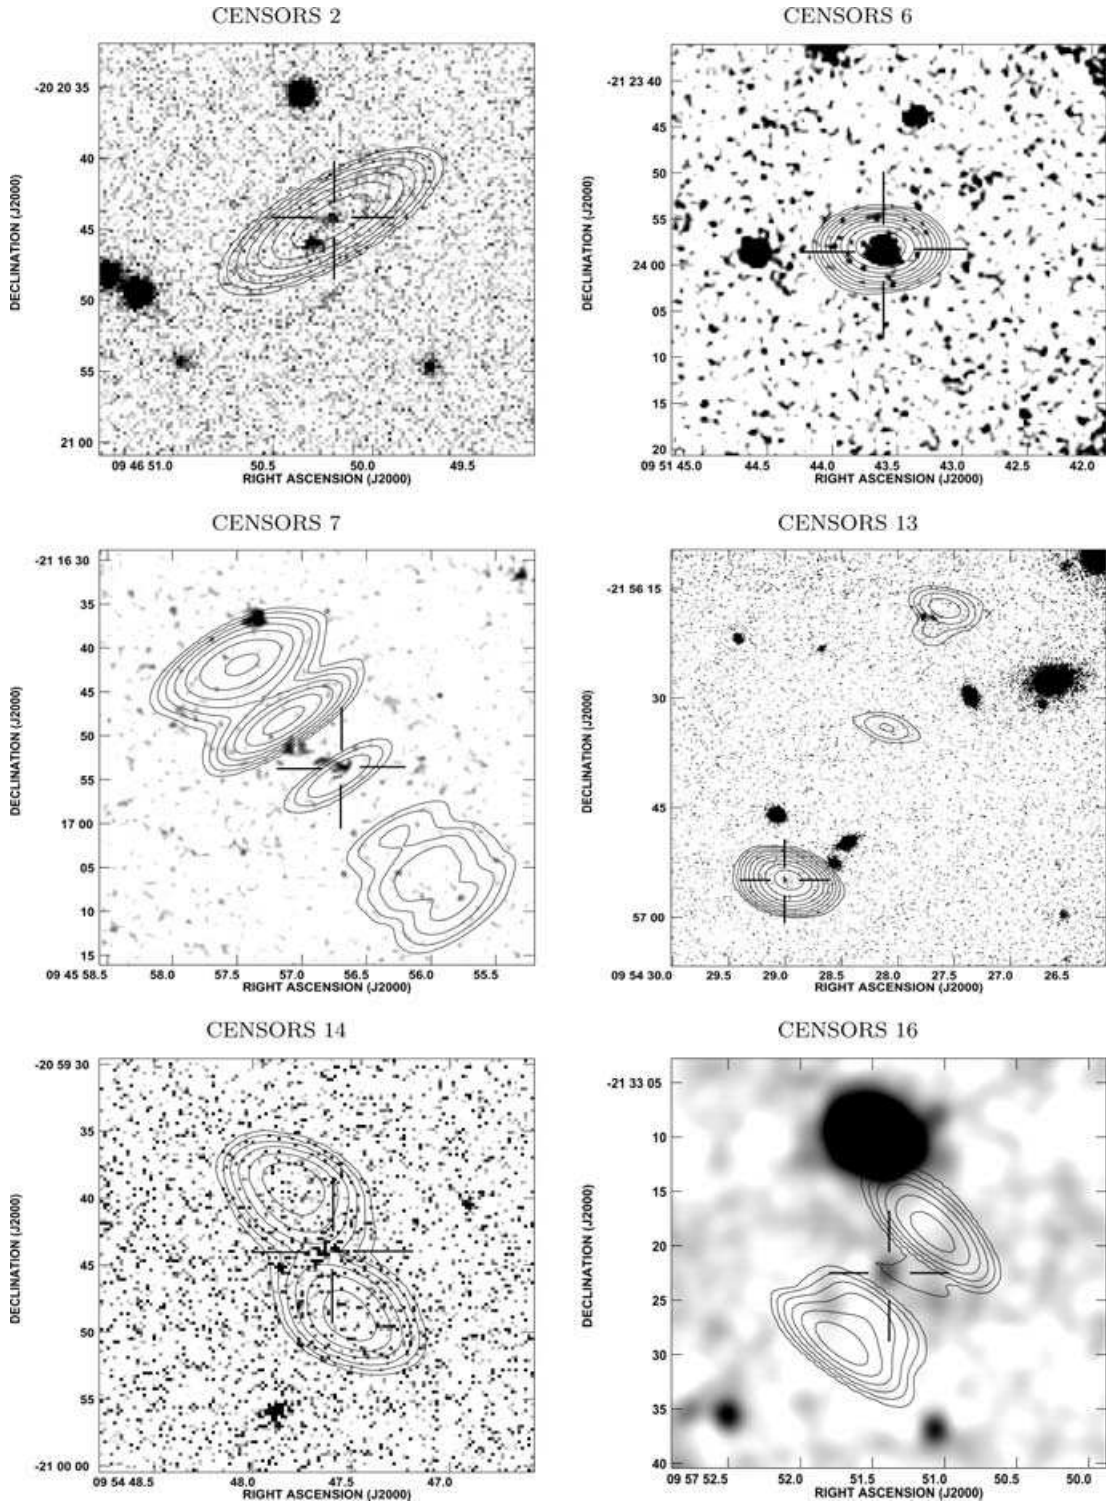 CENSORS 2
CENSORS 6
-20 20 35
40
45
50
55
21 00
DECLINATION (J2000)
09 46 51.0 50.5 50.0 49.5
RIGHT ASCENSION (J2000)
-21 23 40
45
50
55
24 00
05
10
15
20
DECLINATION (J2000)
09 51 45.0 44.5 44.0 43.5 43.0 42.5 42.0
RIGHT ASCENSION (J2000)
CENSORS 7
CENSORS 13
-21 16 30
35
40
45
50
55
17 00
05
10
15
DECLINATION (J2000)
09 45 58.5 58.0 57.5 57.0 56.5 56.0 55.5
RIGHT ASCENSION (J2000)
-21 56 15
30
45
57 00
DECLINATION (J2000)
09 54 30.0 29.5 29.0 28.5 28.0 27.5 27.0 26.5
RIGHT ASCENSION (J2000)
CENSORS 14
CENSORS 16
-20 59 30
35
40
45
50
55
-21 00 00
DECLINATION (J2000)
09 54 48.5 48.0 47.5 47.0
RIGHT ASCENSION (J2000)
-21 33 05
10
15
20
25
30
35
40
DECLINATION (J2000)
09 57 52.5 52.0 51.5 51.0 50.5 50.0
RIGHT ASCENSION (J2000)